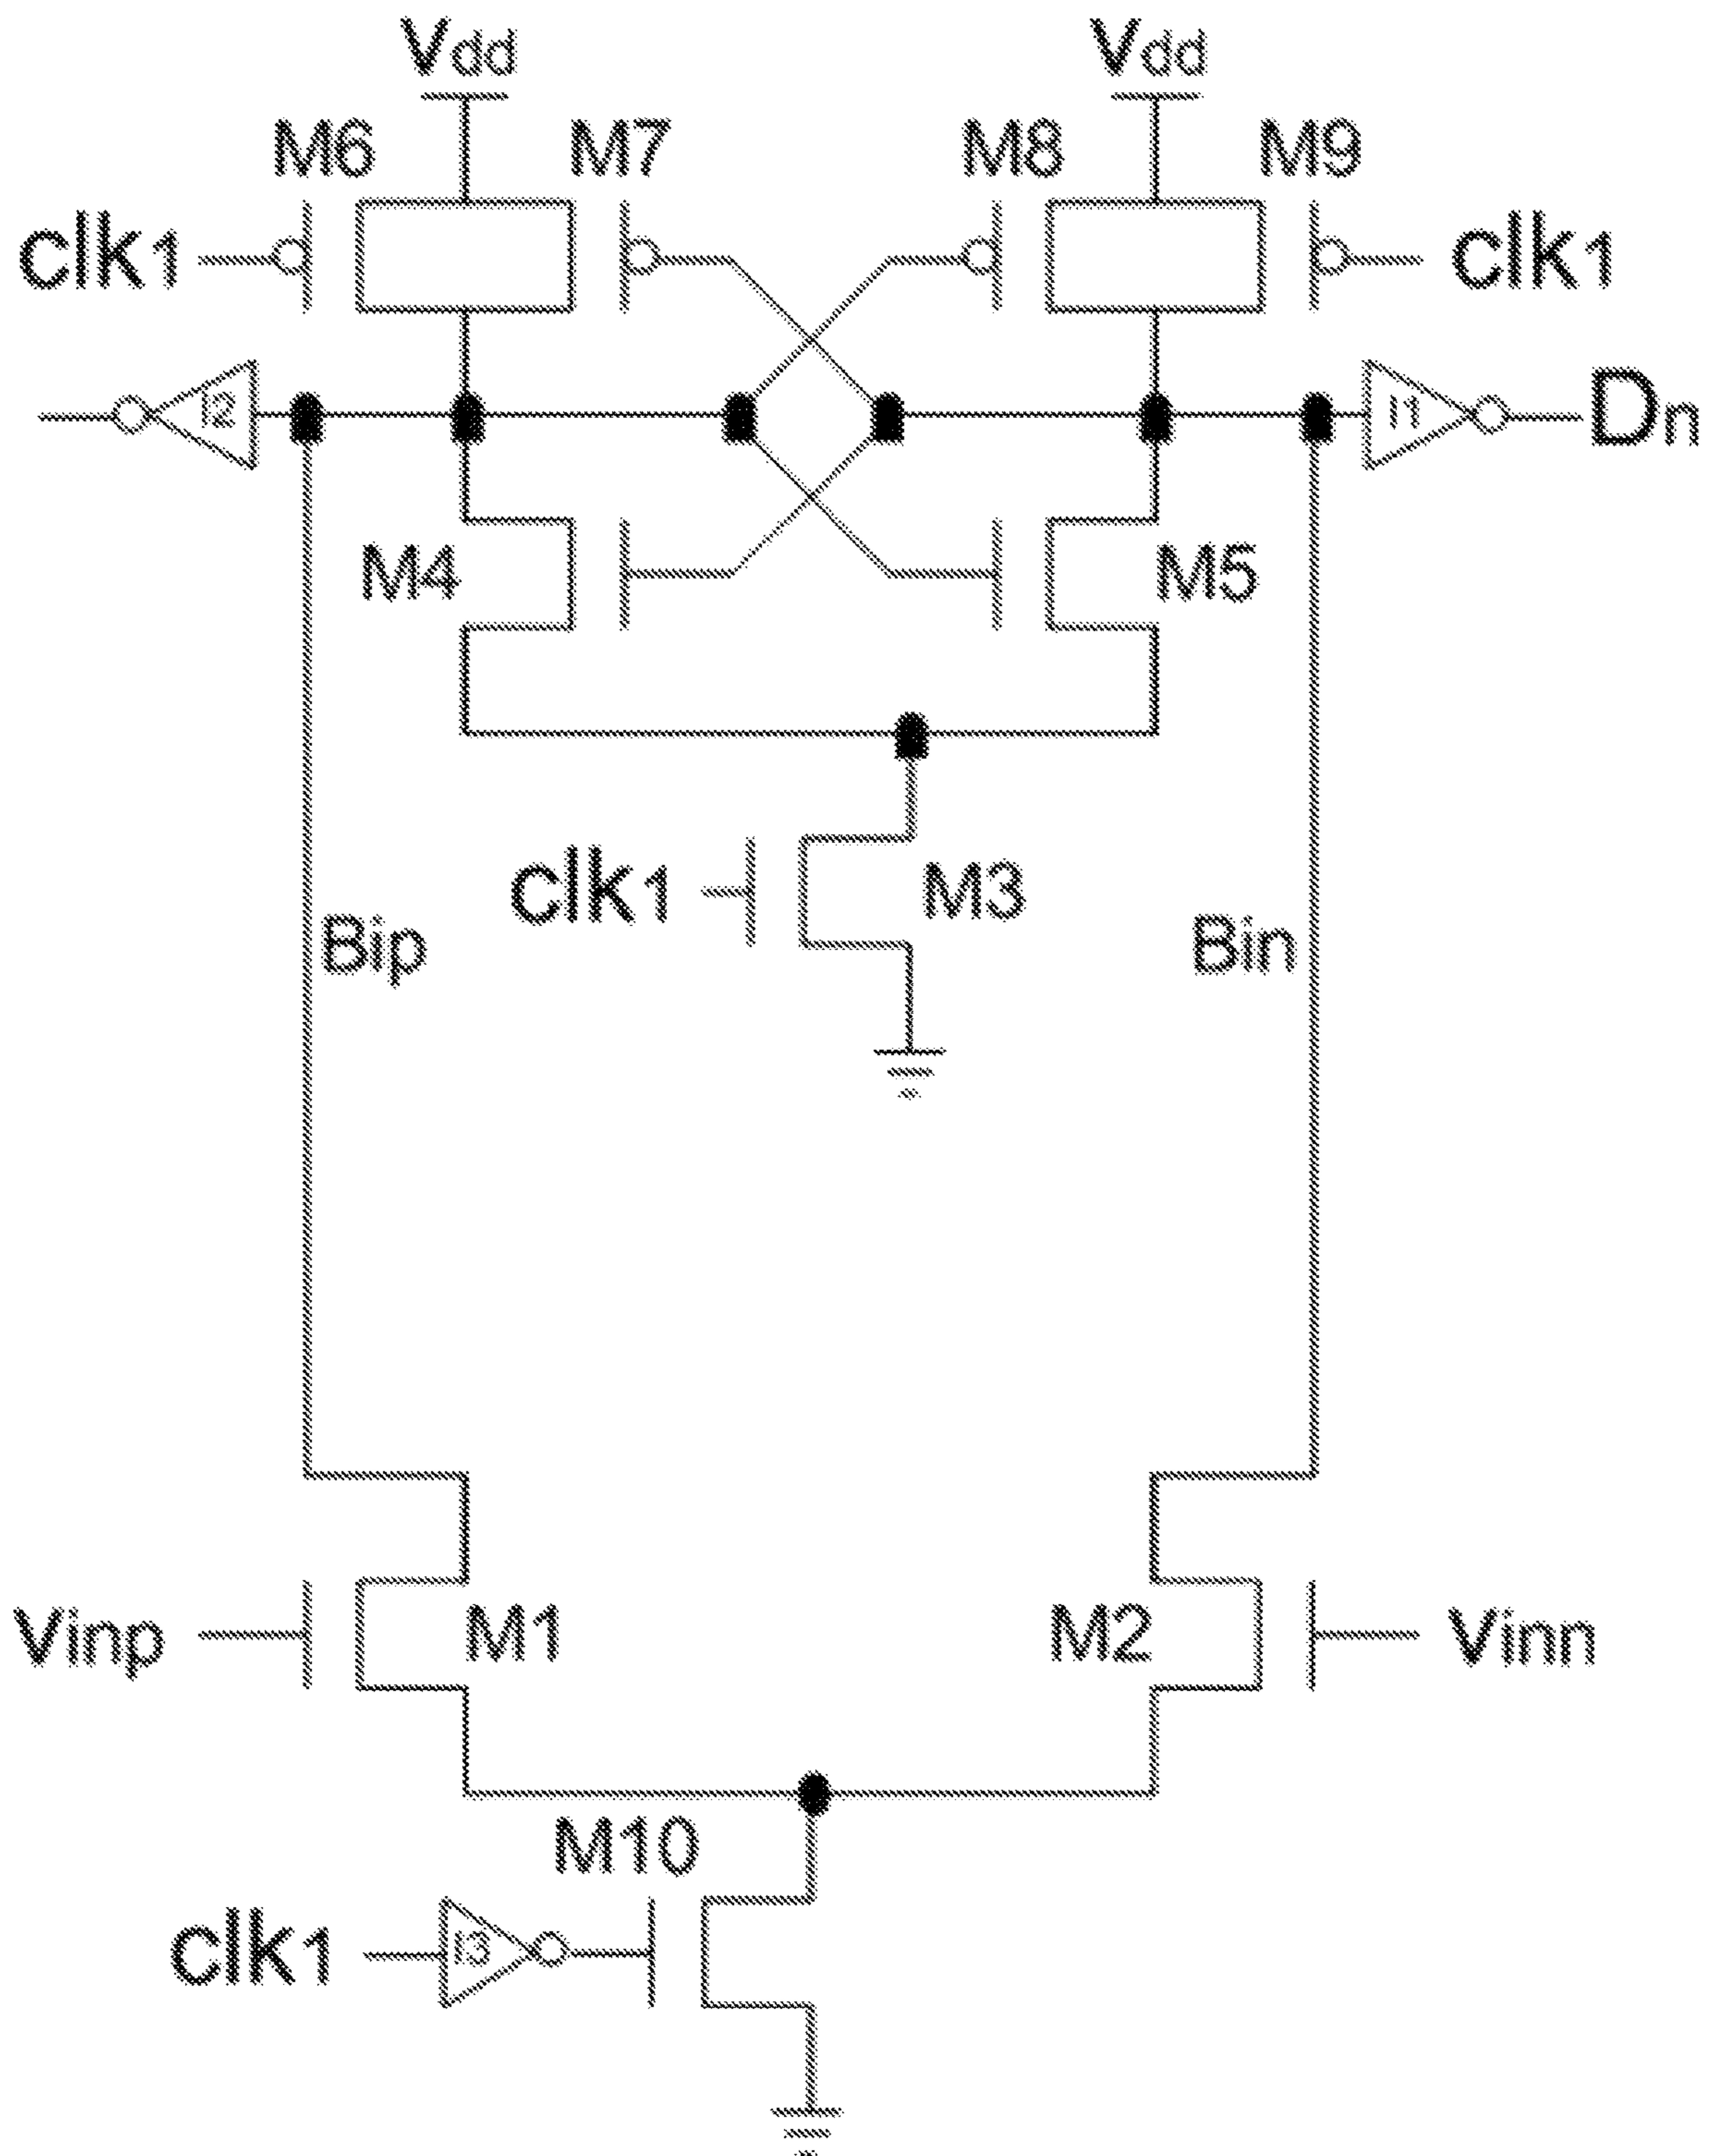 Vdd Vdd
M6 M7 M8 M9
clk1 clk1
I2 I1 Dn
M4 M5
clk1 M3
Bip Bin
Vinp M1 M2 Vinn
M10
clk1 I3